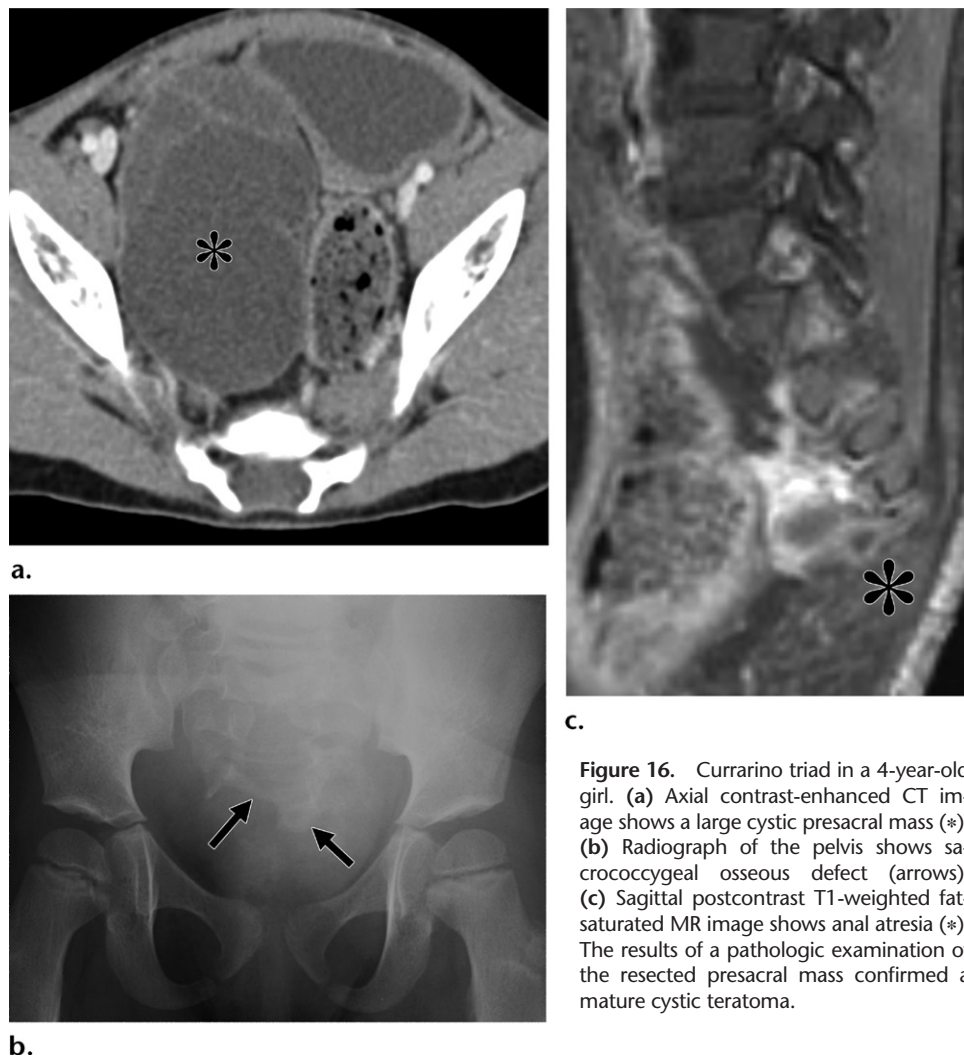 a.
b.
c.
Figure 16. Currarino triad in a 4-year-old
girl. (a) Axial contrast-enhanced CT im-
age shows a large cystic presacral mass (*)
(b) Radiograph of the pelvis shows sa-
crococcygeal osseous defect (arrows)
(c) Sagittal postcontrast T1-weighted fat-
saturated MR image shows anal atresia (*)
The results of a pathologic examination o
the resected presacral mass confirmed a
mature cystic teratoma.